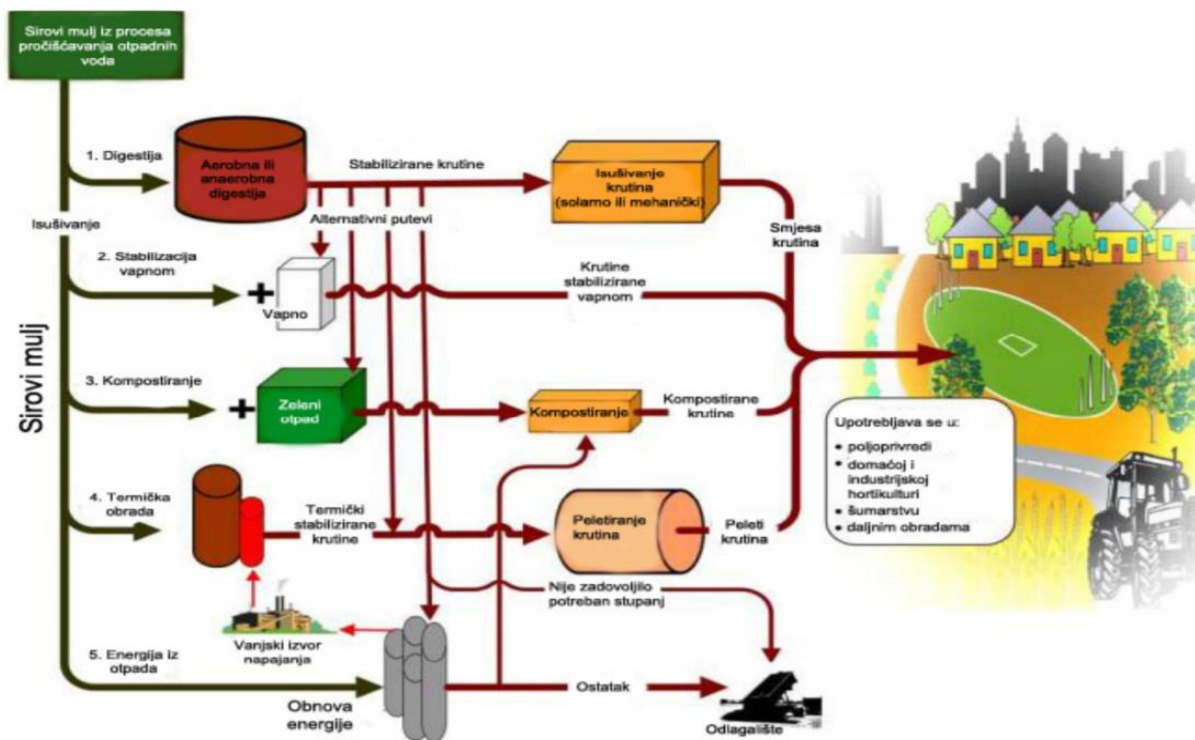 Sirovi mulj iz procesa
pročišćavanja otpadnih
voda
1. Digestija
Aerobna ili
anaerobna
digestija
Stabilizirane krutine
Isušivanje
krutina
(solarno ili mehanički)
Alternativni putevi
Isušivanje
Smjesa
krutina
2. Stabilizacija
vapnom
+
Vapno
Krutine
stabilizirane
vapnom
Sirovi mulj
3. Kompostiranje
+
Zeleni
otpad
Kompostiranje
Kompostirane
krutine
Upotrebljava se u:
• poljoprivredi
• domaćoj i
industrijskoj
hortikulturi
• šumarstvu
• daljnim obradama
4. Termička
obrada
Termički
stabilizirane
krutine
Peletiranje
krutina
Peleti
krutina
Nije zadovoljilo
potreban stupanj
Vanjski izvor
napajanja
5. Energija iz
otpada
Obnova
energije
Ostatak
Odlagalište